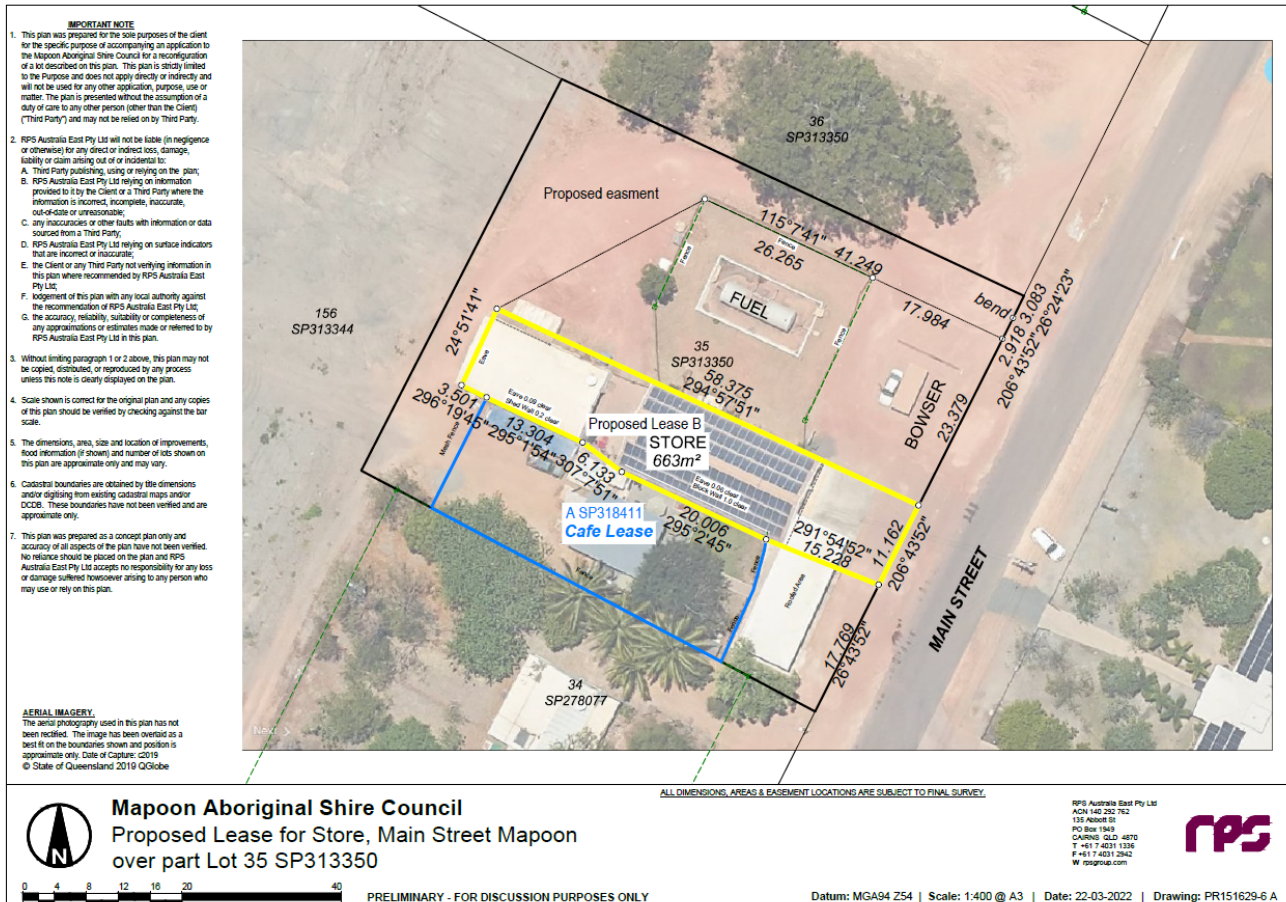 IMPORTANT NOTE
1. This plan was prepared for the sole purposes of the client
for the specific purpose of accompanying an application to
the Mapoon Aboriginal Shire Council for a reconfiguration
of a lot described on this plan. This plan is strictly limited
to the Purpose and does not apply directly or indirectly and
will not be used for any other application, purpose, use or
matter. The plan is presented without the assumption of a
duty of care to any other person (other than the Client)
("Third Party") and may not be relied on by Third Party.
2. RPS Australia East Pty Ltd will not be liable (in negligence
or otherwise) for any direct or indirect loss, damage,
liability or claim arising out of or incidental to:
A. Third Party publishing, using or relying on the plan;
B. RPS Australia East Pty Ltd relying on information
provided to it by the Client or a Third Party where the
information is incorrect, incomplete, inaccurate,
out-of-date or unreasonable;
C. any inaccuracies or other faults with information or data
sourced from a Third Party;
D. RPS Australia East Pty Ltd relying on surface indicators
that are incorrect or inaccurate;
E. the Client or any Third Party not verifying information in
this plan where recommended by RPS Australia East
Pty Ltd;
F. lodgement of this plan with any local authority against
the recommendation of RPS Australia East Pty Ltd;
G. the accuracy, reliability, suitability or completeness of
any approximations or estimates made or referred to by
RPS Australia East Pty Ltd in this plan.
3. Without limiting paragraph 1 or 2 above, this plan may not
be copied, distributed, or reproduced by any process
unless this note is clearly displayed on the plan.
4. Scale shown is correct for the original plan and any copies
of this plan should be verified by checking against the bar
scale.
5. The dimensions, area, size and location of improvements,
flood information (if shown) and number of lots shown on
this plan are approximate only and may vary.
6. Cadastral boundaries are obtained by title dimensions
and/or digitising from existing cadastral maps and/or
DCDB. These boundaries have not been verified and are
approximate only.
7. This plan was prepared as a concept plan only and
accuracy of all aspects of the plan have not been verified.
No reliance should be placed on the plan and RPS
Australia East Pty Ltd accepts no responsibility for any loss
or damage suffered howsoever arising to any person who
may use or rely on this plan.
AERIAL IMAGERY.
The aerial photography used in this plan has not
been rectified. The image has been overlaid as a
best fit on the boundaries shown and position is
approximate only. Date of Capture: c2019
© State of Queensland 2019 QGlobe
36
SP313350
Proposed easment
115°7'41" 41.249
Fence
26.265
Fence
FUEL
17.984
bend
2.918 3.083
206°43'52" 26°24'23"
156
SP313344
24°51'41"
Fence
35
SP313350
58.375
294°57'51"
BOWSER
23.379
Eave
3.501
296°19'45"
Eave 0.09 clear
Shed Wall 0.2 clear
13.304
295°1'54"
Proposed Lease B
STORE
663m²
6.133
307°7'51"
Main Fence
Eave 0.06 clear
Block Wall 1.0 clear
A SP318411
Cafe Lease
20.006
295°2'45"
291°54'52"
15.228
11.162
206°43'52"
Fence
Fence
Fence
Roofed Area
MAIN STREET
17.769
26°43'52"
34
SP278077
Next >
ALL DIMENSIONS, AREAS & EASEMENT LOCATIONS ARE SUBJECT TO FINAL SURVEY.
N
Mapoon Aboriginal Shire Council
Proposed Lease for Store, Main Street Mapoon
over part Lot 35 SP313350
RPS Australia East Pty Ltd
ACN 140 292 762
135 Abbott St
PO Box 1949
CAIRNS QLD 4870
T +61 7 4031 1336
F +61 7 4031 2942
W rpsgroup.com
rps
0 4 8 12 16 20 40
PRELIMINARY - FOR DISCUSSION PURPOSES ONLY
Datum: MGA94 Z54 | Scale: 1:400 @ A3 | Date: 22-03-2022 | Drawing: PR151629-6 A